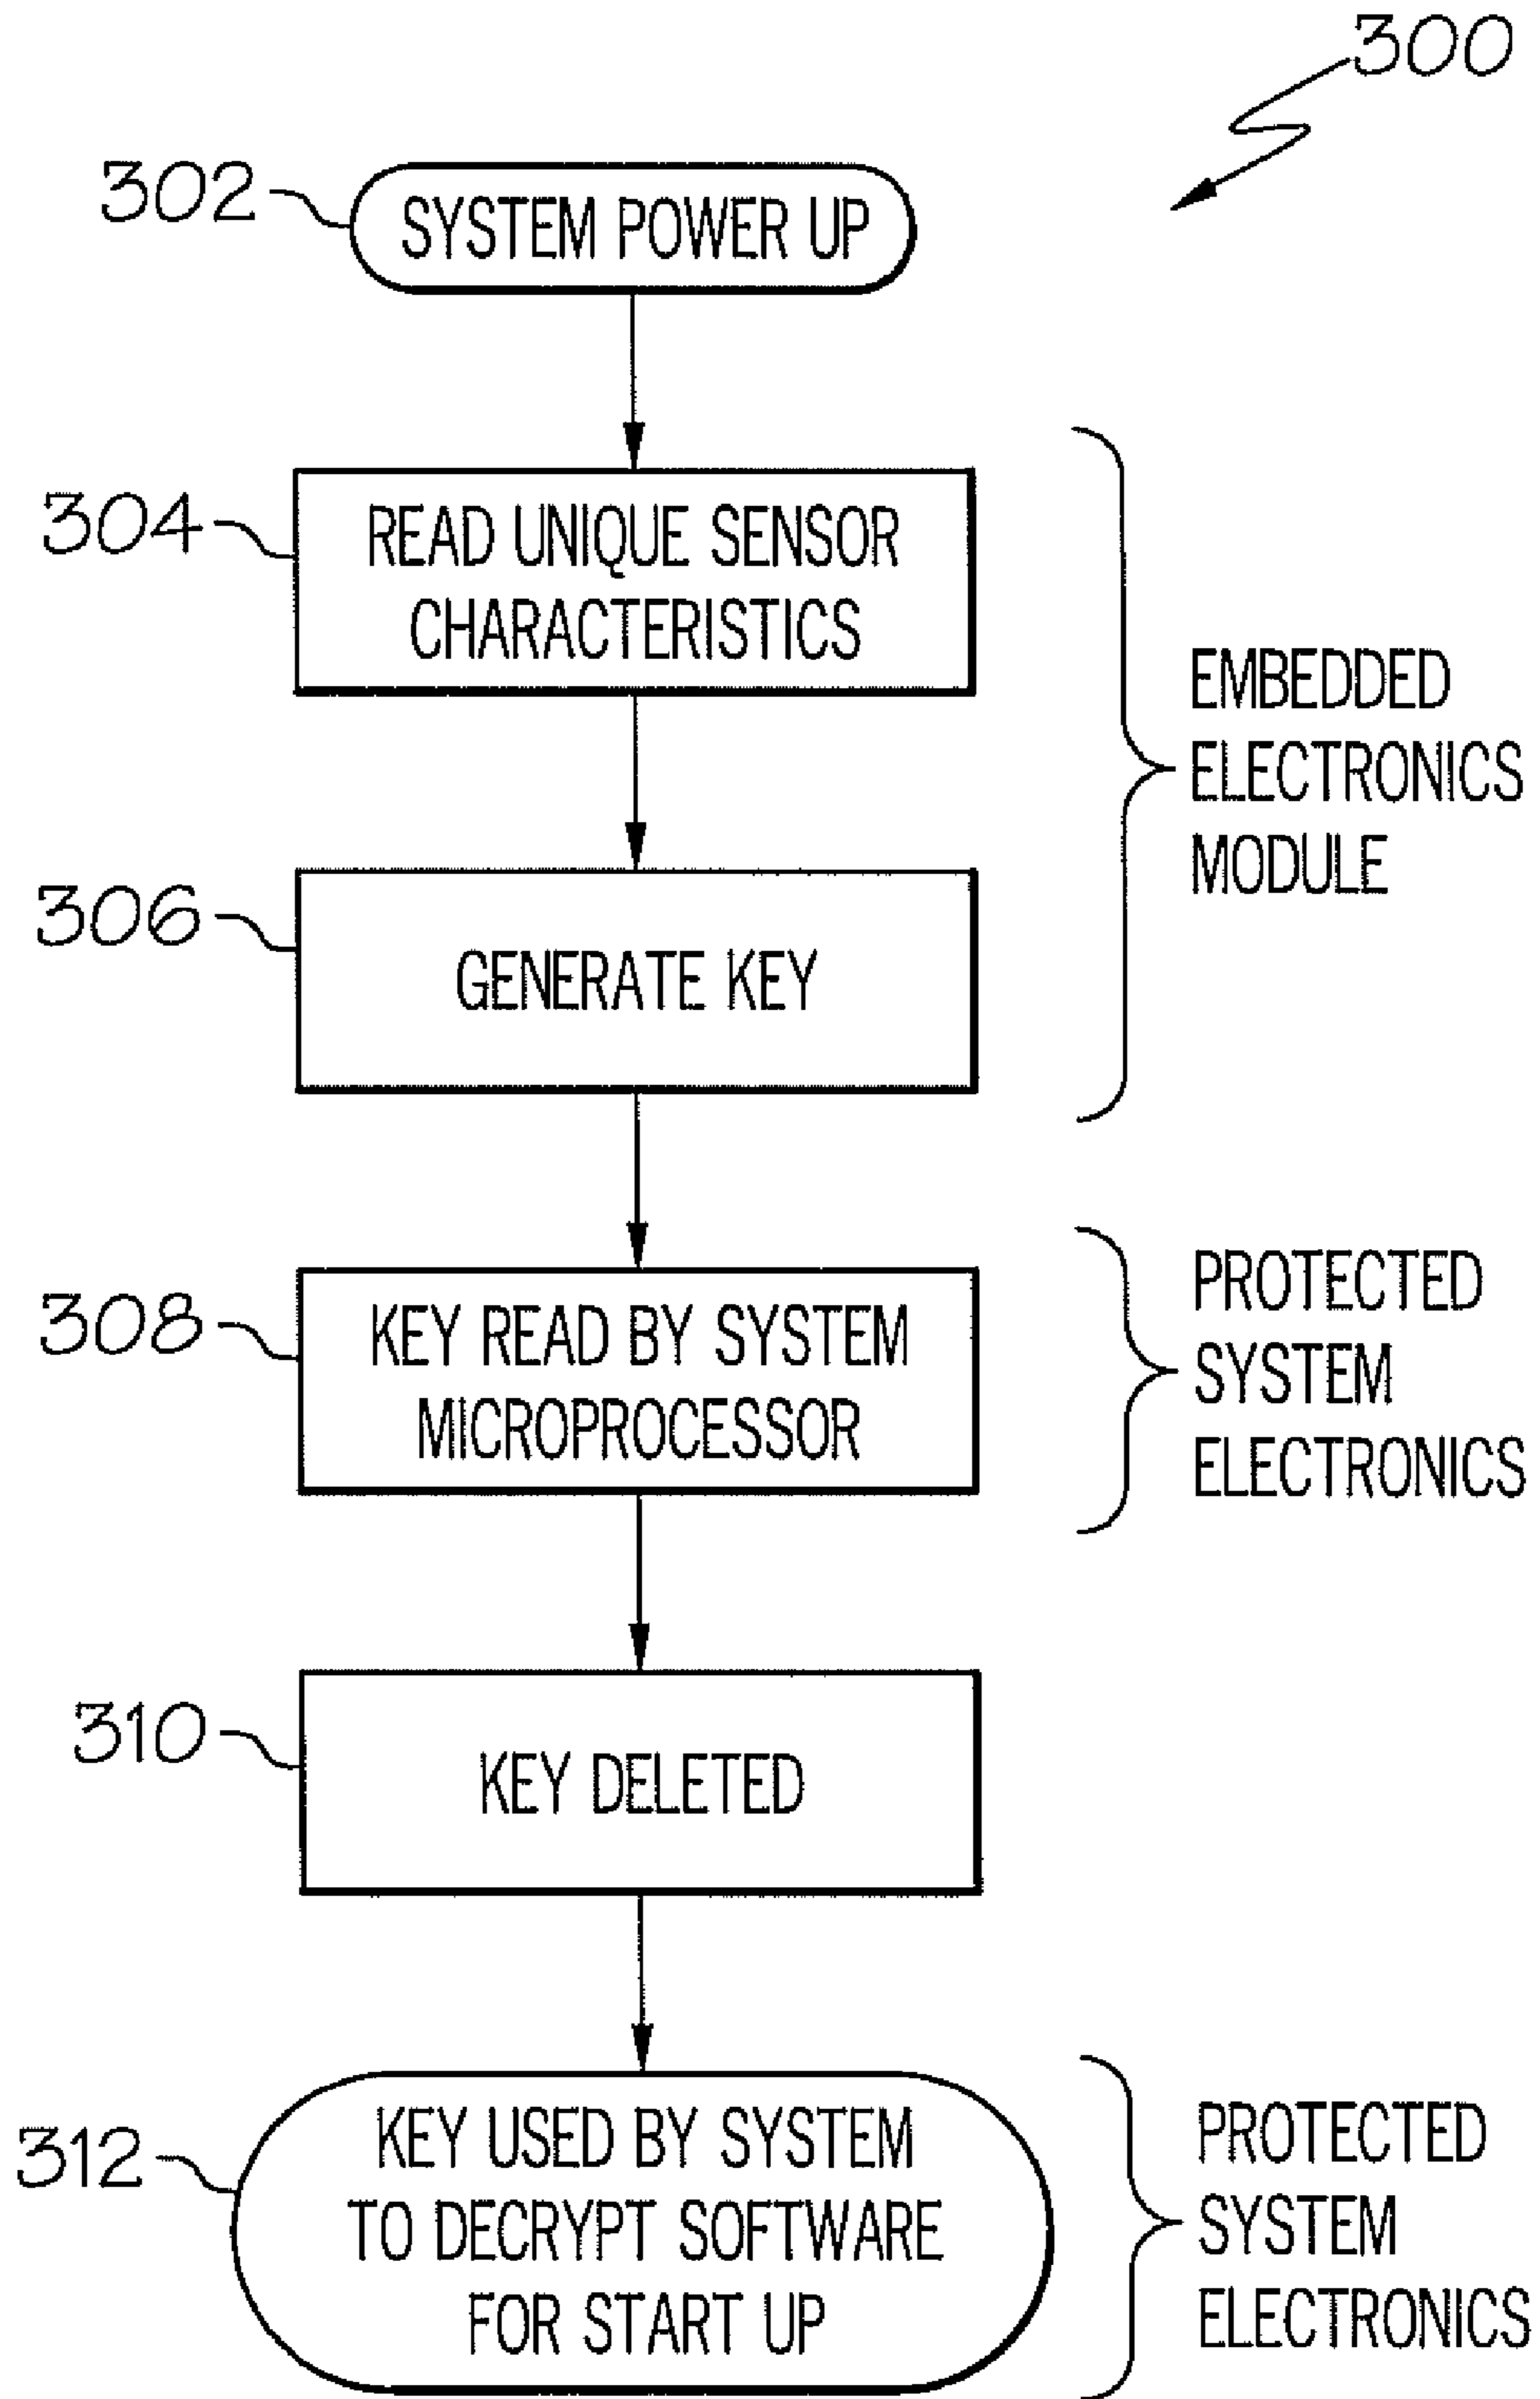 300
302
SYSTEM POWER UP
304
READ UNIQUE SENSOR
CHARACTERISTICS
EMBEDDED
ELECTRONICS
MODULE
306
GENERATE KEY
308
KEY READ BY SYSTEM
MICROPROCESSOR
PROTECTED
SYSTEM
ELECTRONICS
310
KEY DELETED
312
KEY USED BY SYSTEM
TO DECRYPT SOFTWARE
FOR START UP
PROTECTED
SYSTEM
ELECTRONICS